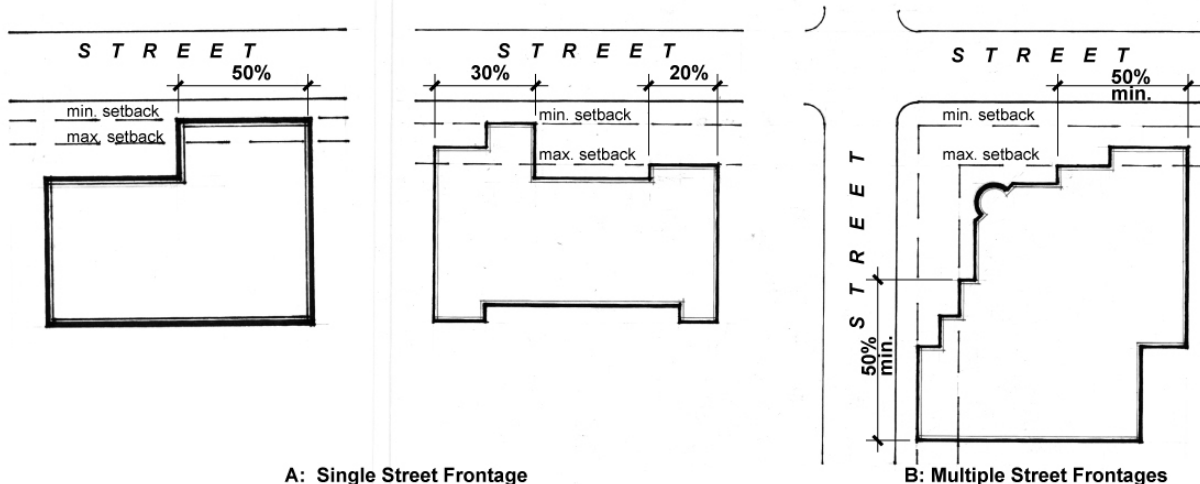 S T R E E T
50%
min. setback
max. setback
S T R E E T
30%
20%
min. setback
max. setback
A: Single Street Frontage
S T R E E T
50%
min.
min. setback
max. setback
S T R E E T
50%
min.
B: Multiple Street Frontages